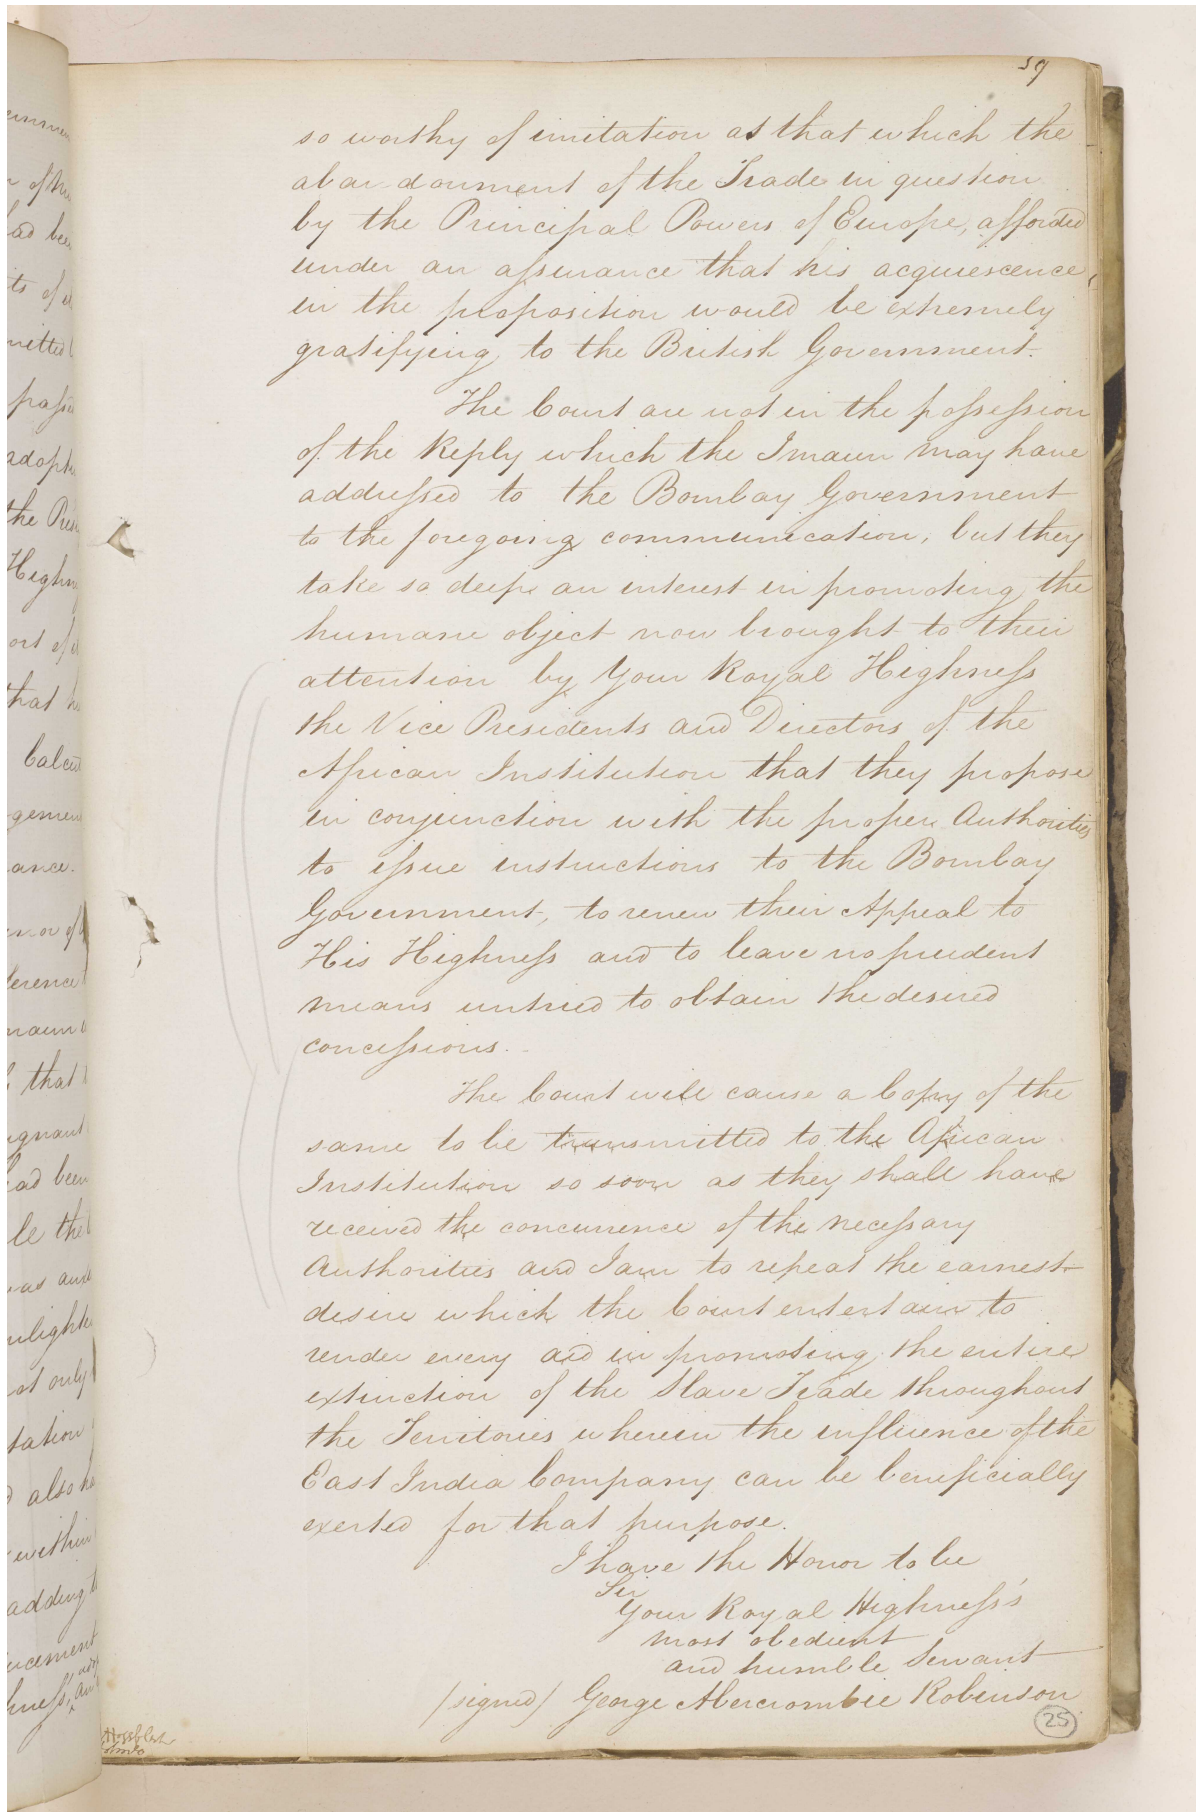 59
so worthy of imitation as that which the
abandonment of the Trade in question
by the Principal Powers of Europe, afforded
under an assurance that his acquiescence,
in the proposition would be extremely
gratifying to the British Government.
The Court are not in the possession
of the Reply which the Imaun may have
addressed to the Bombay Government
to the foregoing communication, but they
take so deep an interest in promoting the
humane object now brought to their
attention by Your Royal Highness
the Vice Presidents and Directors of the
African Institution that they propose
in conjunction with the proper Authorities
to issue instructions to the Bombay
Government, to renew their Appeal to
His Highness and to leave no prudent
means untried to obtain the desired
concessions.
The Court will cause a Copy of the
same to be transmitted to the African
Institution so soon as they shall have
received the concurrence of the necessary
Authorities and I am to repeat the earnest
desire which the Court entertain to
render every aid in promoting the entire
extinction of the Slave Trade throughout
the Territories wherein the influence of the
East India Company can be beneficially
exerted for that purpose.
I have the Honor to be
Sir
Your Royal Highness's
most obedient
and humble Servant
(signed) George Abercrombie Robinson
25